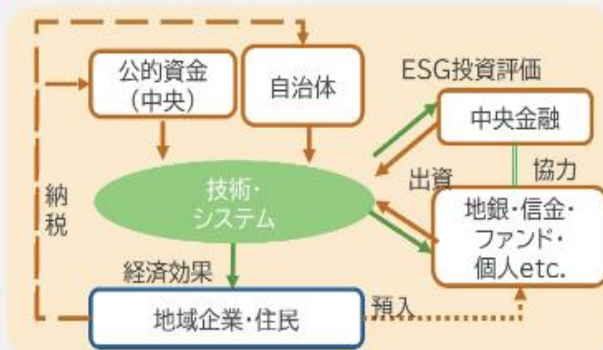 公的資金
(中央)
自治体
ESG投資評価
中央金融
協力
出資
地銀・信金・
ファンド・
個人etc.
技術・
システム
納税
経済効果
地域企業・住民
預入